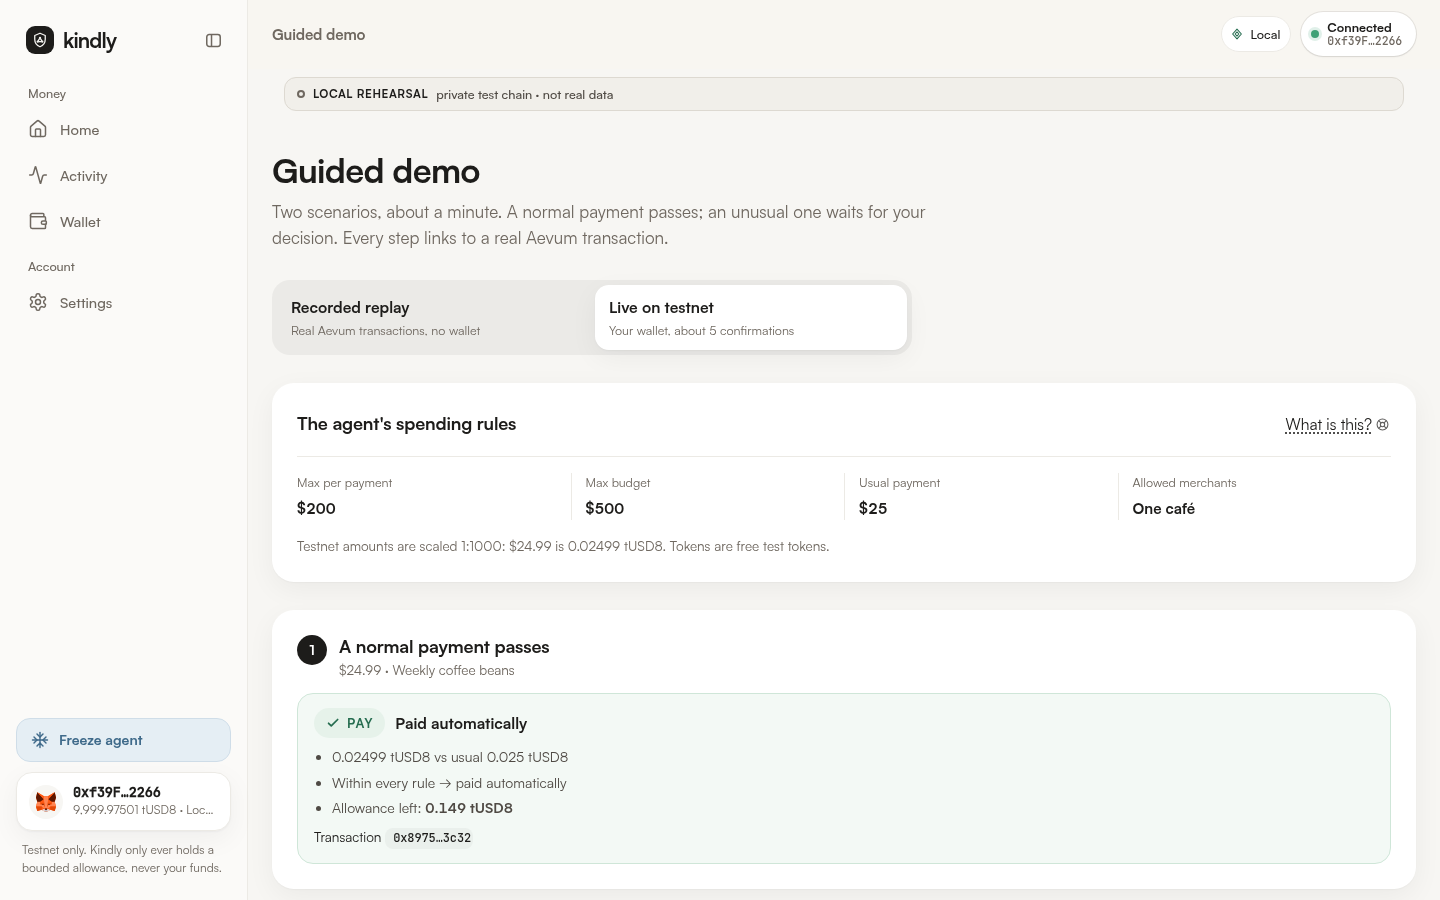 kindly
Money
Home
Activity
Wallet
Account
Settings
Freeze agent
0xf39F…2266
9,999.97501 tUSD8 · Loc…
Testnet only. Kindly only ever holds a
bounded allowance, never your funds.
Guided demo
Local
Connected
0xf39F…2266
LOCAL REHEARSAL private test chain · not real data
Guided demo
Two scenarios, about a minute. A normal payment passes; an unusual one waits for your
decision. Every step links to a real Aevum transaction.
Recorded replay
Real Aevum transactions, no wallet
Live on testnet
Your wallet, about 5 confirmations
The agent's spending rules
What is this?
Max per payment
$200
Max budget
$500
Usual payment
$25
Allowed merchants
One café
Testnet amounts are scaled 1:1000: $24.99 is 0.02499 tUSD8. Tokens are free test tokens.
1
A normal payment passes
$24.99 · Weekly coffee beans
PAY Paid automatically
• 0.02499 tUSD8 vs usual 0.025 tUSD8
• Within every rule → paid automatically
• Allowance left: 0.149 tUSD8
Transaction 0x8975…3c32